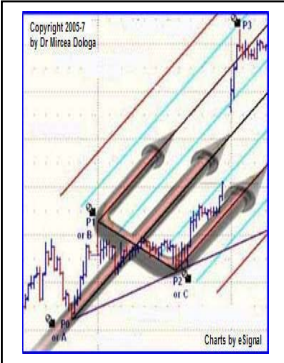 Copyright 2005-7
by Dr Mircea Dologa
P3
P1
or B
P2
or C
P0
or A
Charts by eSignal